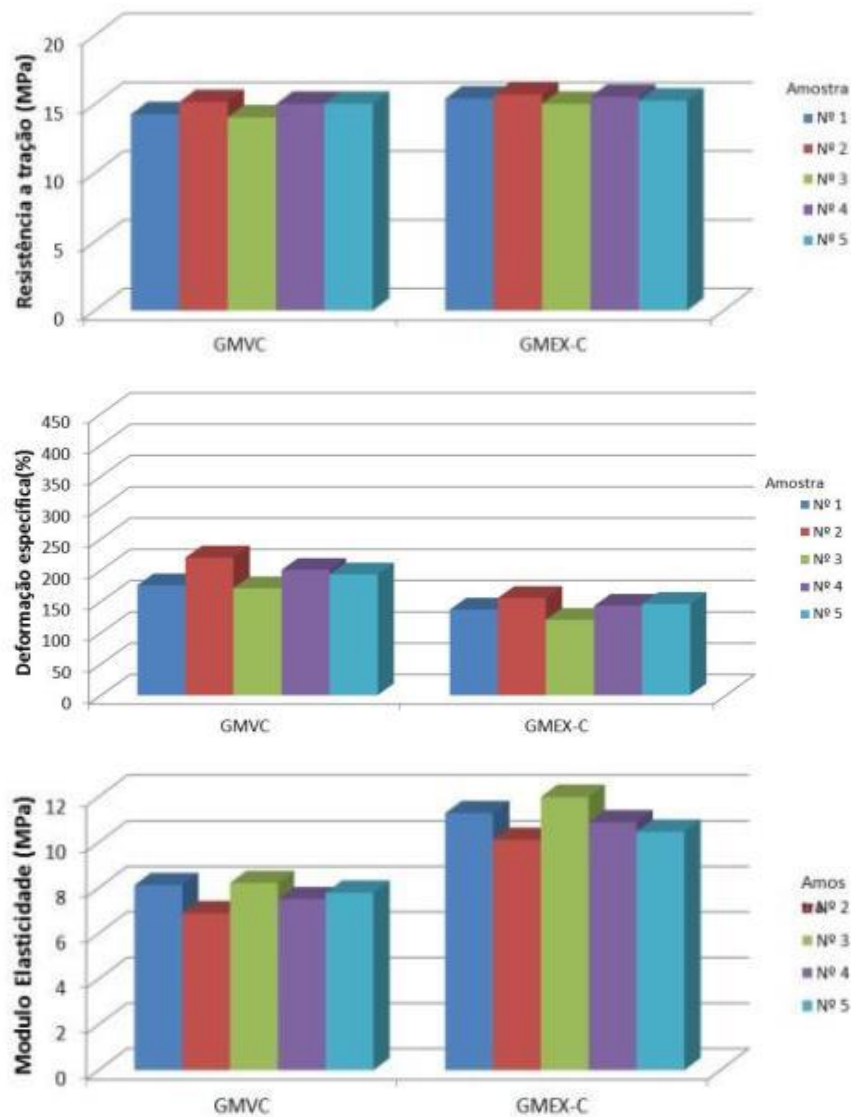 Resistência a tração (MPa)
20
15
10
5
0
GMVC
GMEX-C
Amostra
Nº 1
Nº 2
Nº 3
Nº 4
Nº 5
Deformação específica(%)
450
400
350
300
250
200
150
100
50
0
GMVC
GMEX-C
Amostra
Nº 1
Nº 2
Nº 3
Nº 4
Nº 5
Modulo Elasticidade (MPa)
12
10
8
6
4
2
0
GMVC
GMEX-C
Amos
tra
Nº 2
Nº 3
Nº 4
Nº 5